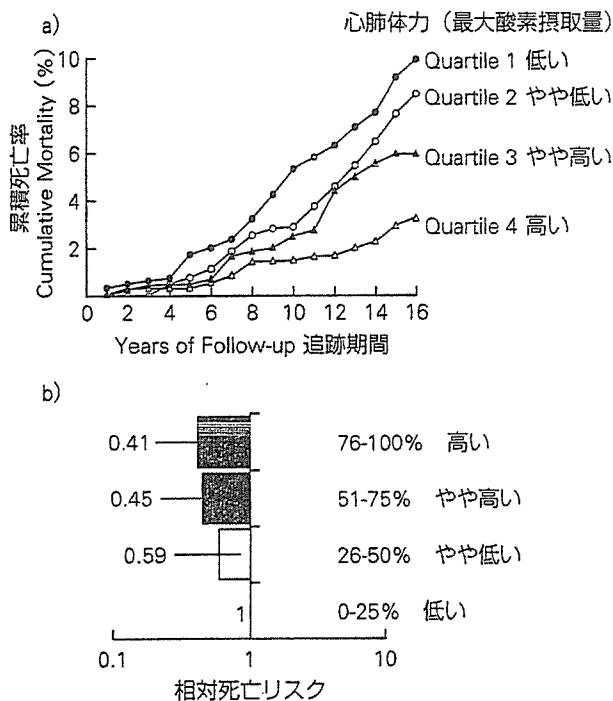 a)
心肺体力（最大酸素摂取量）
累積死亡率
Cumulative Mortality (%)
10
8
6
4
2
0
2
4
6
8
10
12
14
16
Quartile 1 低い
Quartile 2 やや低い
Quartile 3 やや高い
Quartile 4 高い
Years of Follow-up 追跡期間
b)
0.41
76-100% 高い
0.45
51-75% やや高い
0.59
26-50% やや低い
1
0-25% 低い
0.1
1
10
相対死亡リスク